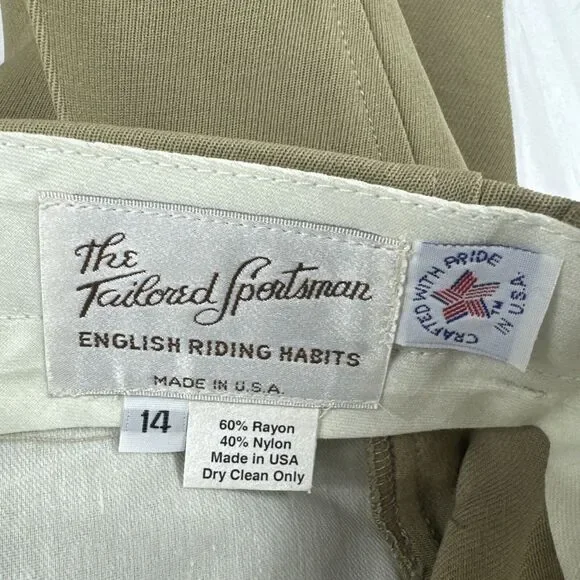 The
Tailored Sportsman
ENGLISH RIDING HABITS
MADE IN U.S.A.
CRAFTED WITH PRIDE
IN U.S.A.
TM
14
60% Rayon
40% Nylon
Made in USA
Dry Clean Only